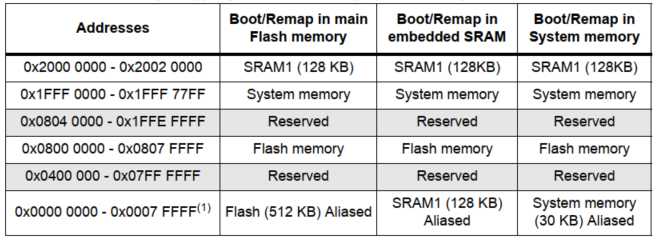 Addresses
Boot/Remap in main
Flash memory
Boot/Remap in
embedded SRAM
Boot/Remap in
System memory
0x2000 0000 - 0x2002 0000 SRAM1 (128 KB) SRAM1 (128KB) SRAM1 (128KB)
0x1FFF 0000 - 0x1FFF 77FF System memory System memory System memory
0x0804 0000 - 0x1FFE FFFF Reserved Reserved Reserved
0x0800 0000 - 0x0807 FFFF Flash memory Flash memory Flash memory
0x0400 000 - 0x07FF FFFF Reserved Reserved Reserved
0x0000 0000 - 0x0007 FFFF(1) Flash (512 KB) Aliased
SRAM1 (128 KB)
Aliased
System memory
(30 KB) Aliased